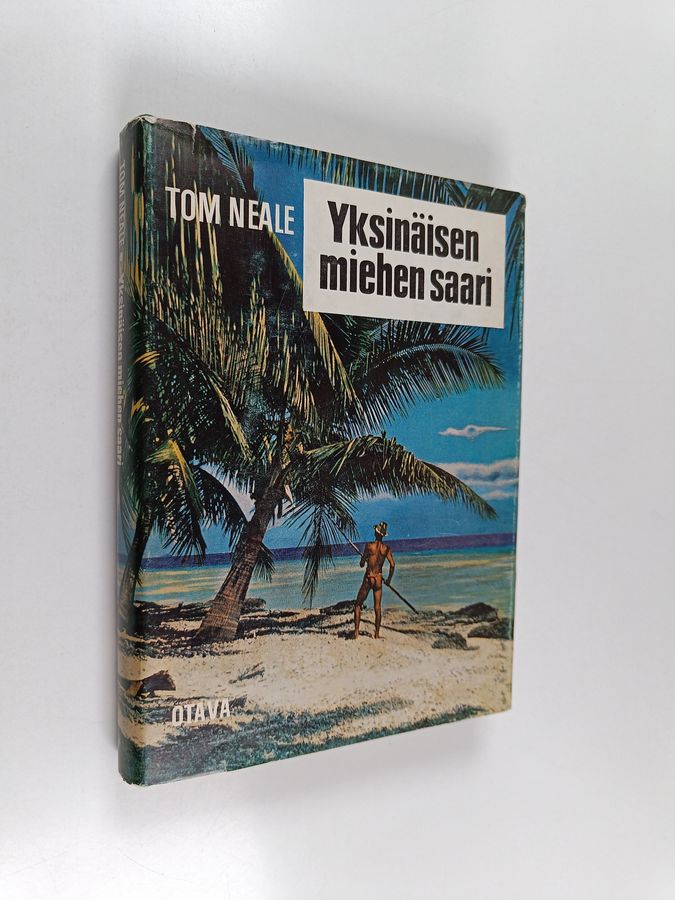 TOM NEALE
Yksinäisen
miehen saari
OTAVA
TOM NEALE Yksinäisen miehen saari